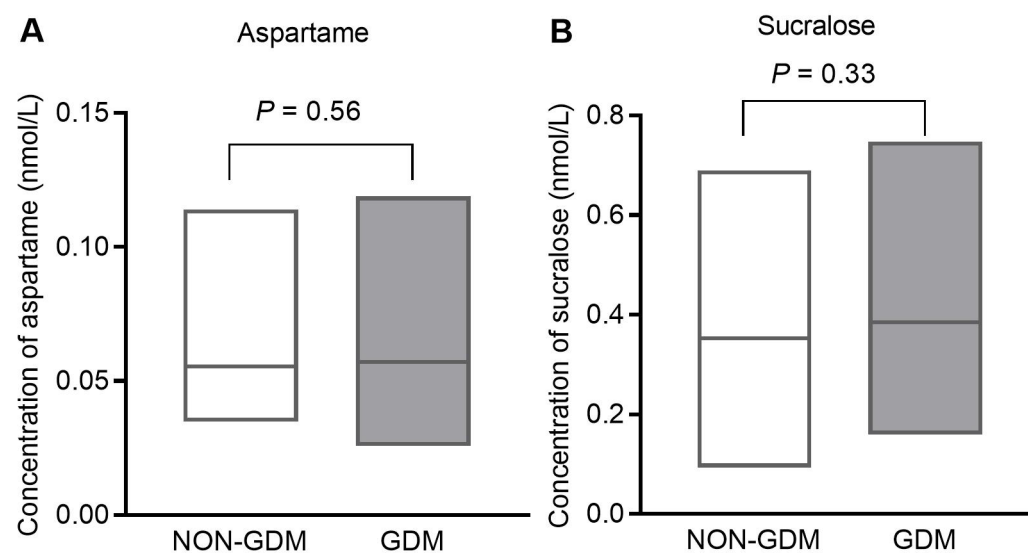 A
Aspartame
P = 0.56
Concentration of aspartame (nmol/L)
0.15
0.10
0.05
0.00
NON-GDM
GDM
B
Sucralose
P = 0.33
Concentration of sucralose (nmol/L)
0.8
0.6
0.4
0.2
0.0
NON-GDM
GDM